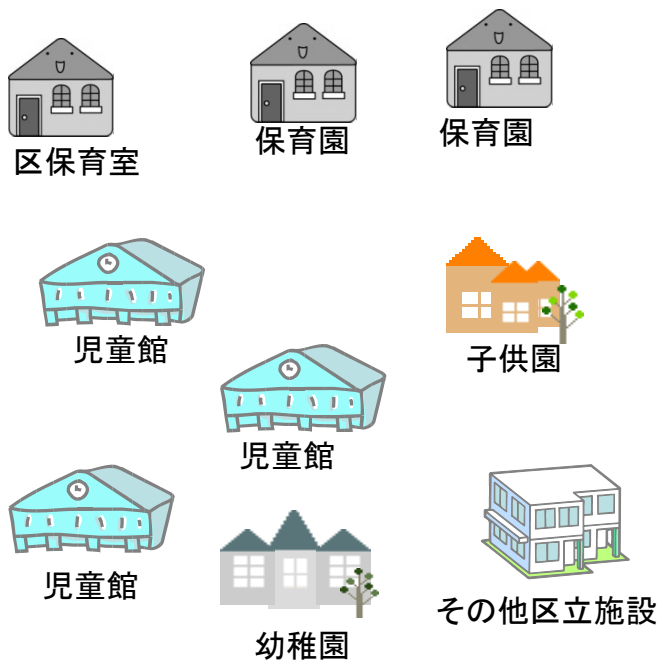 区保育室
保育園
保育園
児童館
子供園
児童館
児童館
幼稚園
その他区立施設